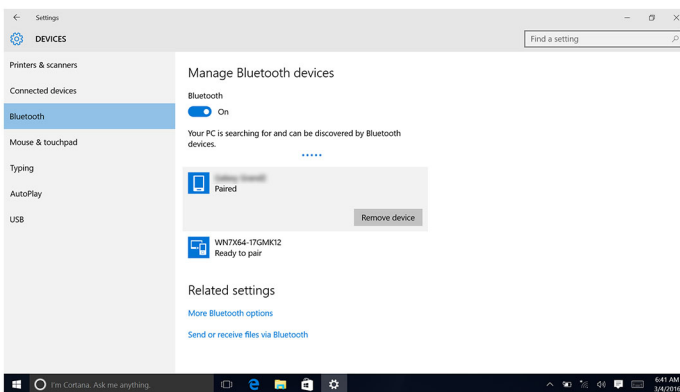 Settings
DEVICES
Find a setting
Printers & scanners
Connected devices
Bluetooth
Mouse & touchpad
Typing
AutoPlay
USB
Manage Bluetooth devices
Bluetooth
On
Your PC is searching for and can be discovered by Bluetooth
devices.
Paired
Remove device
WN7X64-17GMK12
Ready to pair
Related settings
More Bluetooth options
Send or receive files via Bluetooth
I'm Cortana. Ask me anything.
6:41 AM
3/4/2016